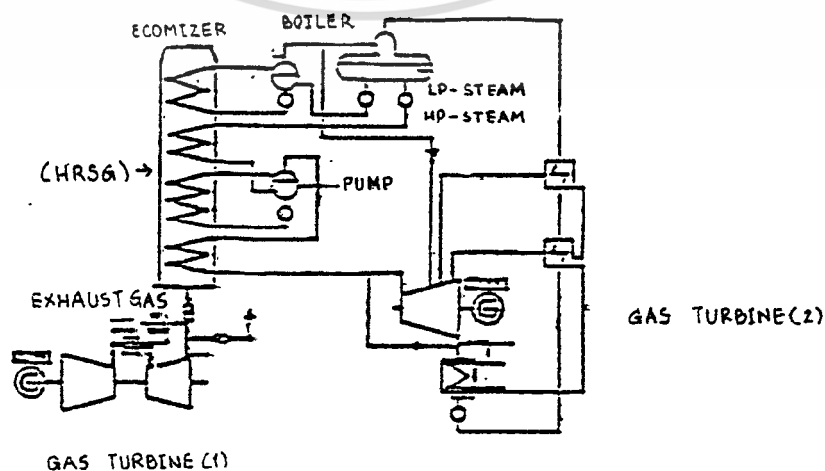 ECOMIZER
BOILER
LP-STEAM
HP-STEAM
(HRSG)
PUMP
EXHAUST GAS
GAS TURBINE(2)
GAS TURBINE(1)